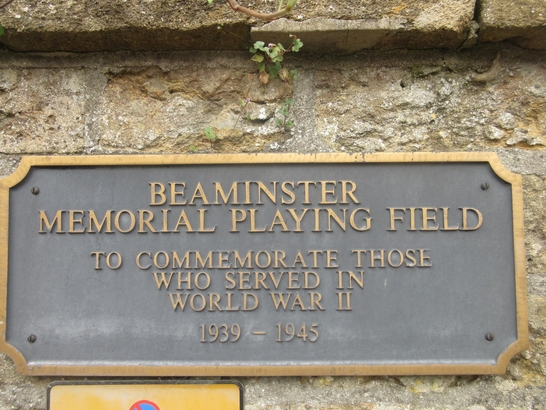 BEAMINSTER
MEMORIAL PLAYING FIELD
TO COMMEMORATE THOSE
WHO SERVED IN
WORLD WAR II
1939 – 1945